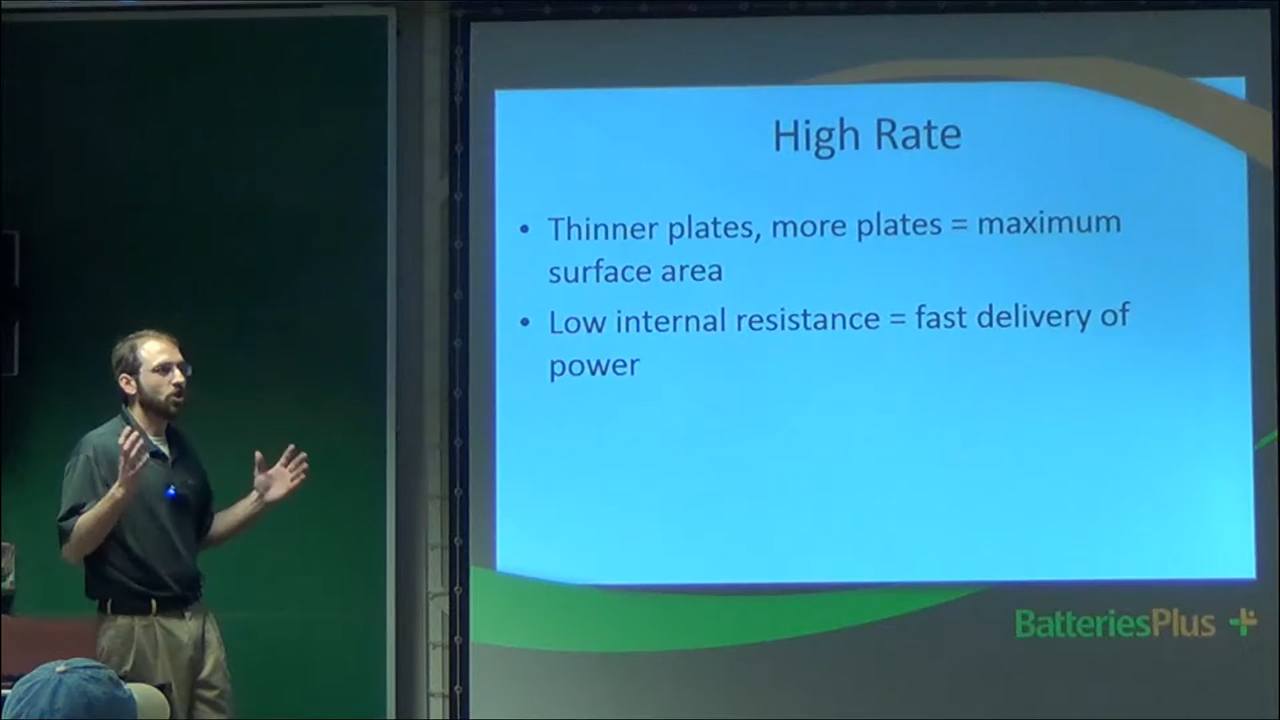 High Rate
• Thinner plates, more plates = maximum
surface area
• Low internal resistance = fast delivery of
power
BatteriesPlus